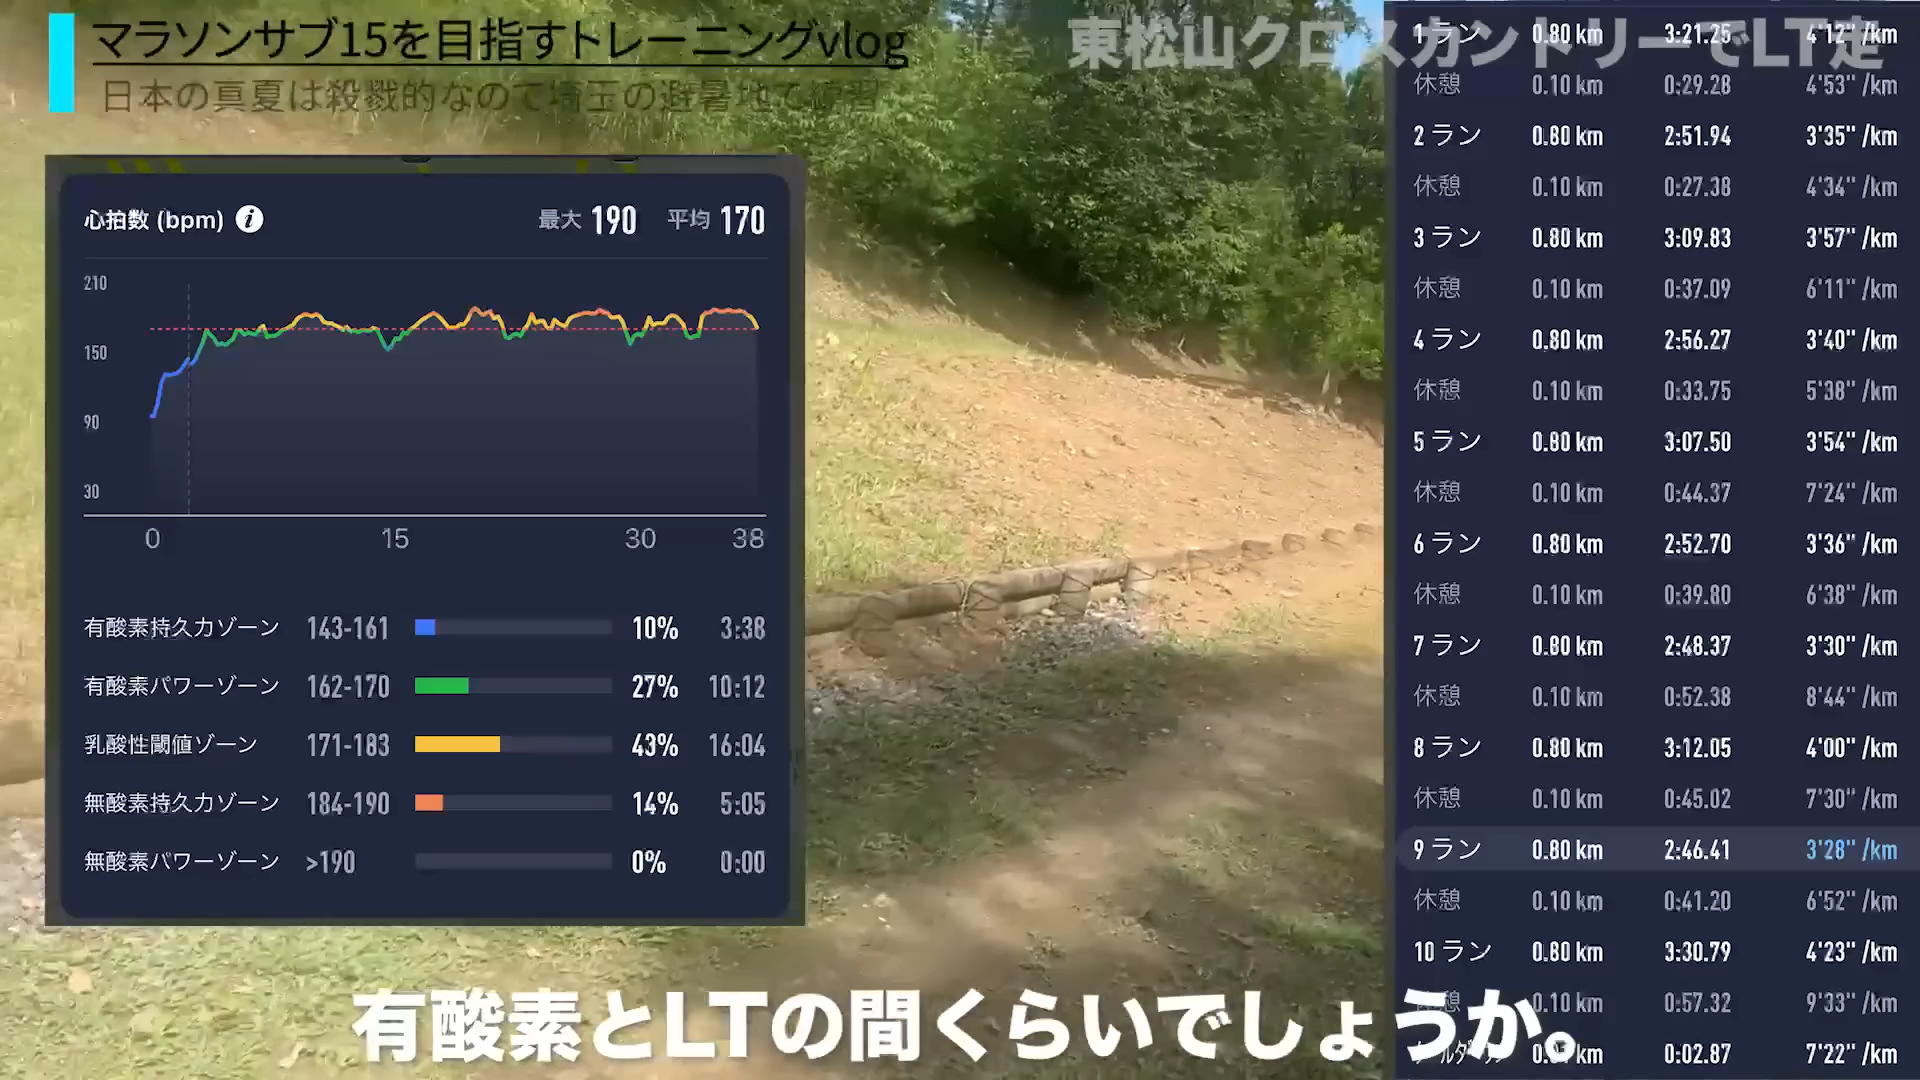 マラソンサブ15を目指すトレーニングvlog
日本の真夏は殺戮的なので埼玉の避暑地で練習
東松山クロスカントリーでLT走
心拍数 (bpm) i 最大 190 平均 170
210
150
90
30
0 15 30 38
有酸素持久力ゾーン 143-161 10% 3:38
有酸素パワーゾーン 162-170 27% 10:12
乳酸性閾値ゾーン 171-183 43% 16:04
無酸素持久力ゾーン 184-190 14% 5:05
無酸素パワーゾーン >190 0% 0:00
1 ラン 0.80 km 3:21.25 4'12" /km
休憩 0.10 km 0:29.28 4'53" /km
2 ラン 0.80 km 2:51.94 3'35" /km
休憩 0.10 km 0:27.38 4'34" /km
3 ラン 0.80 km 3:09.83 3'57" /km
休憩 0.10 km 0:37.09 6'11" /km
4 ラン 0.80 km 2:56.27 3'40" /km
休憩 0.10 km 0:33.75 5'38" /km
5 ラン 0.80 km 3:07.50 3'54" /km
休憩 0.10 km 0:44.37 7'24" /km
6 ラン 0.80 km 2:52.70 3'36" /km
休憩 0.10 km 0:39.80 6'38" /km
7 ラン 0.80 km 2:48.37 3'30" /km
休憩 0.10 km 0:52.38 8'44" /km
8 ラン 0.80 km 3:12.05 4'00" /km
休憩 0.10 km 0:45.02 7'30" /km
9 ラン 0.80 km 2:46.41 3'28" /km
休憩 0.10 km 0:41.20 6'52" /km
10 ラン 0.80 km 3:30.79 4'23" /km
憩 0.10 km 0:57.32 9'33" /km
km 0:02.87 7'22" /km
有酸素とLTの間くらいでしょうか。